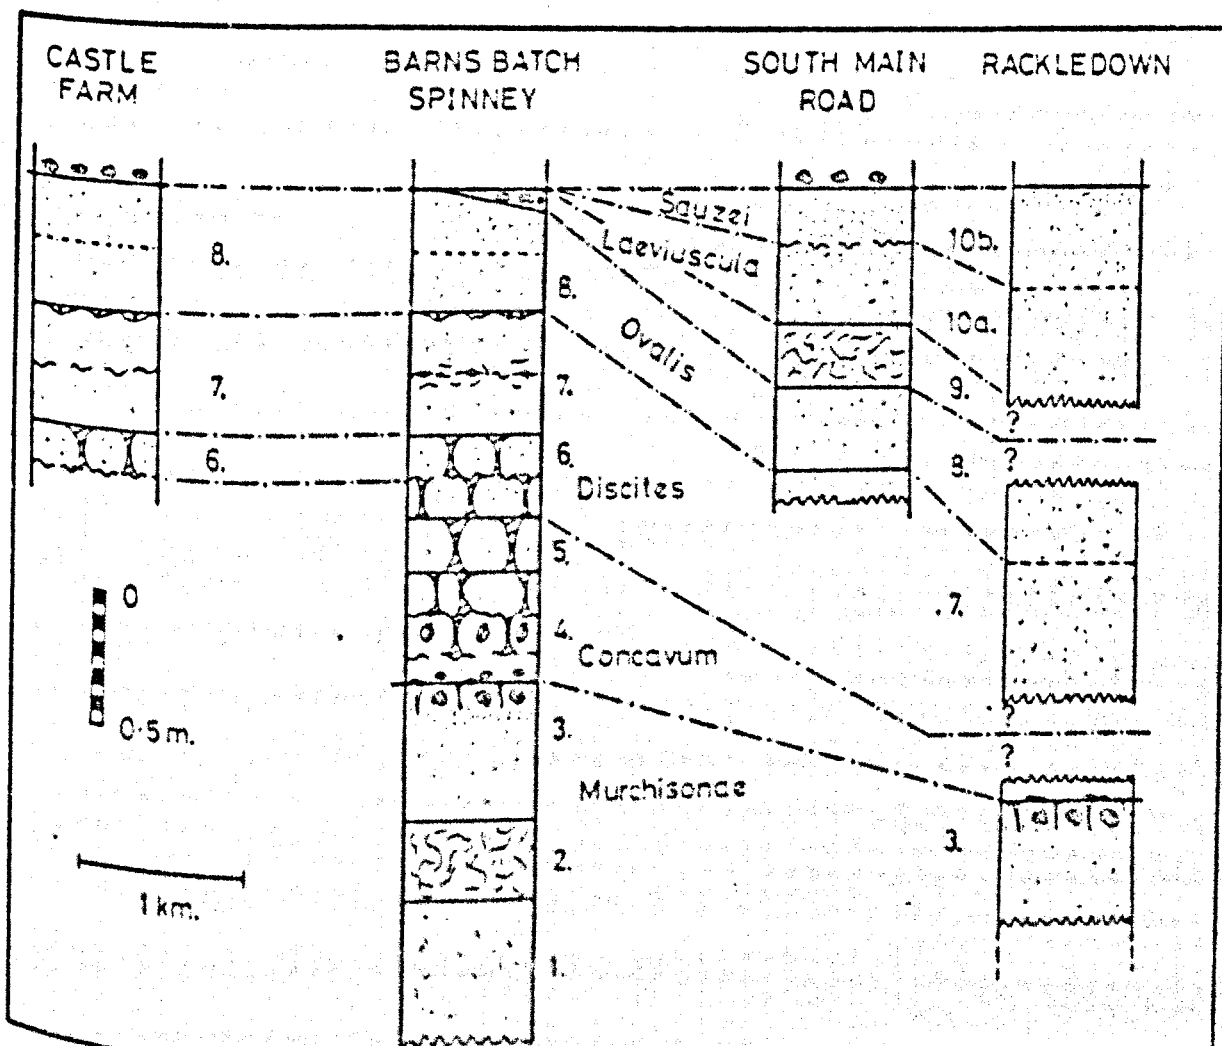 CASTLE
FARM
BARNS BATCH
SPINNEY
SOUTH MAIN
ROAD
RACKLEDOWN
8.
7.
6.
0
0·5m.
1 km.
8.
7.
6.
5.
4.
3.
2.
1.
Sauzei
Laeviuscula
Ovalis
Discites
Concavum
Murchisonae
10b.
10a.
9.
8.
7.
3.
?
?
?
?